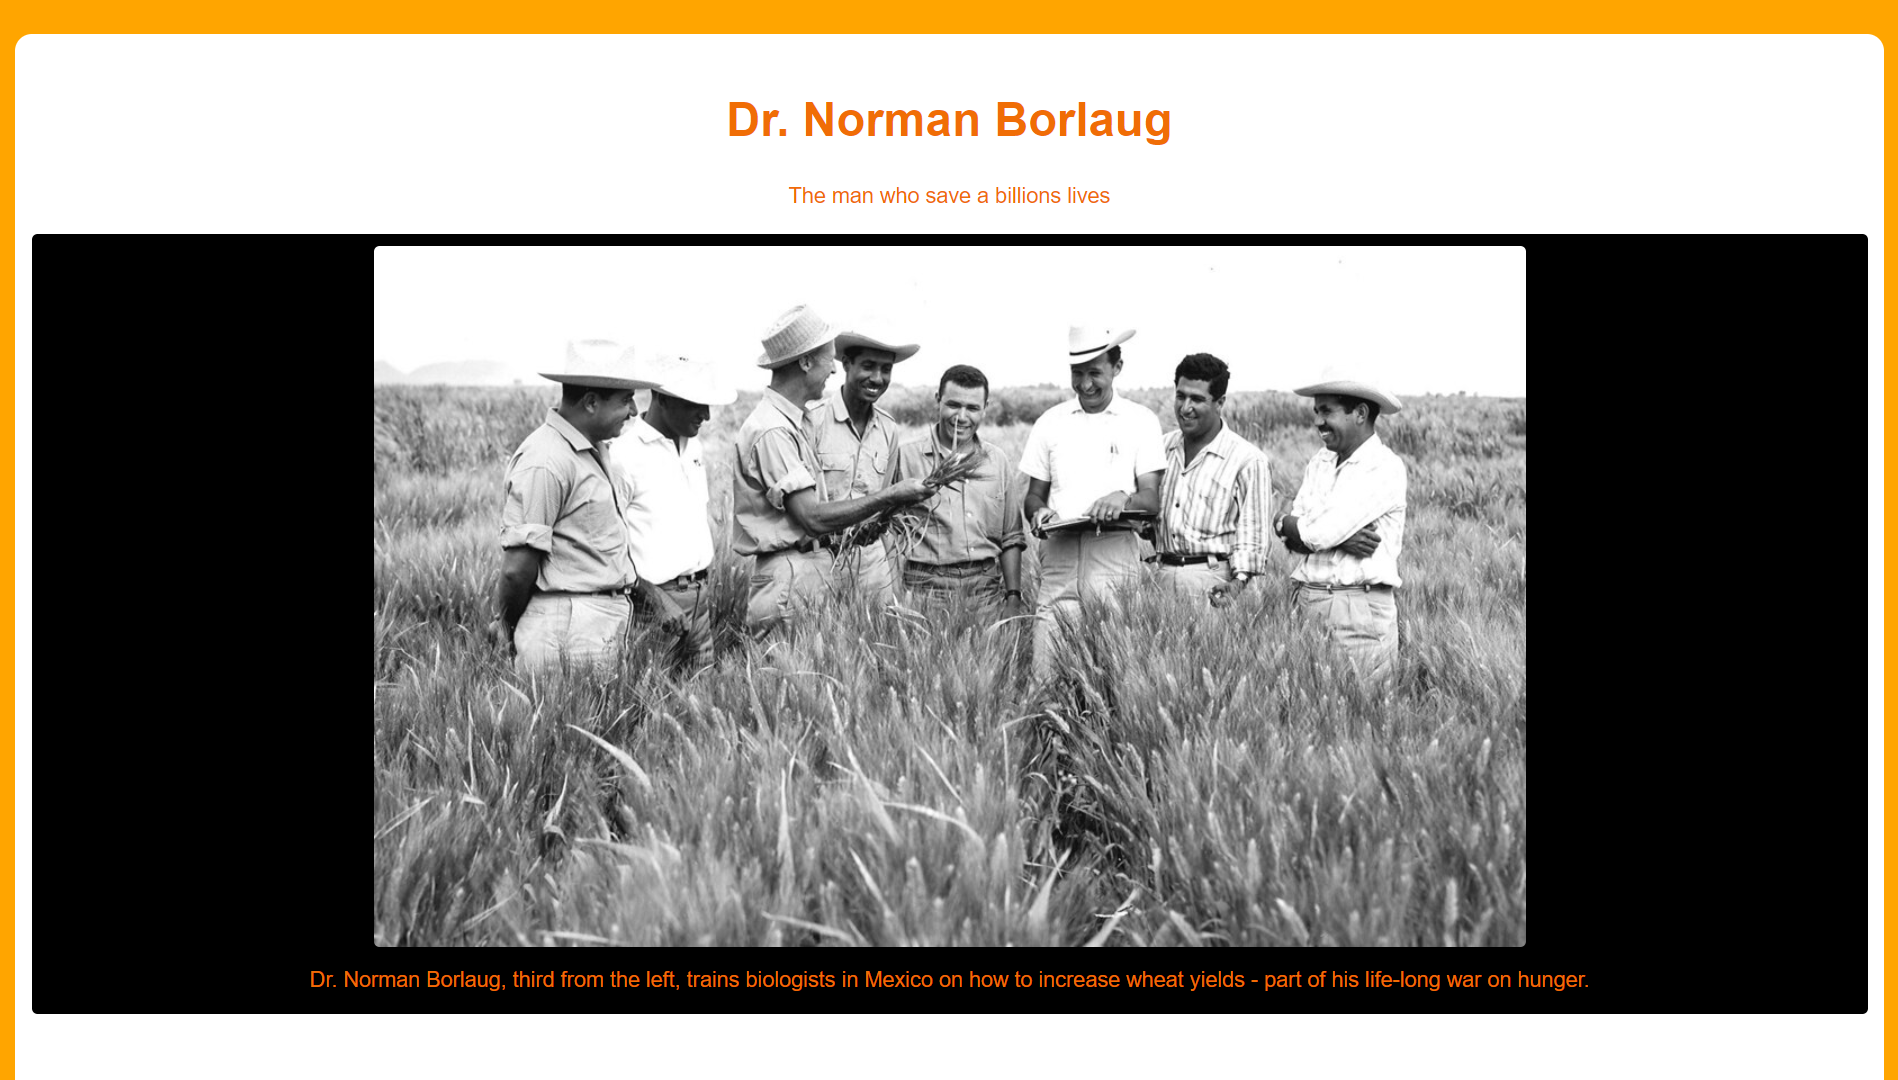 Dr. Norman Borlaug
The man who save a billions lives
Dr. Norman Borlaug, third from the left, trains biologists in Mexico on how to increase wheat yields - part of his life-long war on hunger.